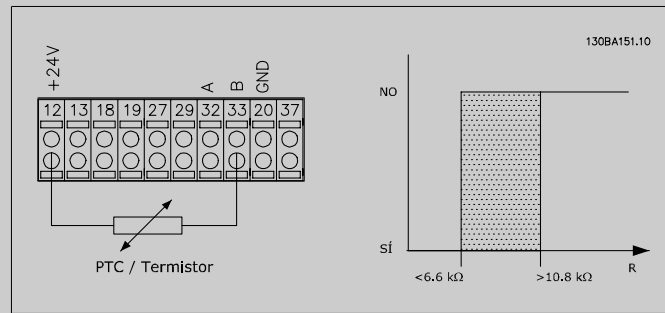 130BA151.10
+24V
A
B
GND
12 13 18 19 27 29 32 33 20 37
PTC / Termistor
NO
SÍ
<6.6 kΩ
>10.8 kΩ
R